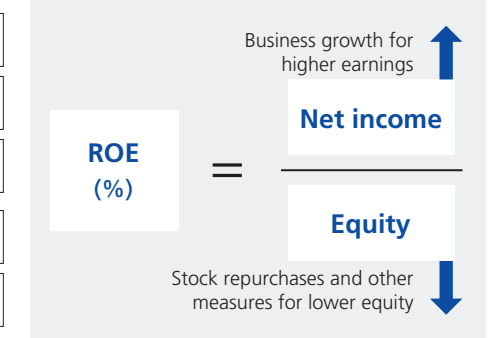 Business growth for
higher earnings
Net income
ROE
(%)
=
Equity
Stock repurchases and other
measures for lower equity